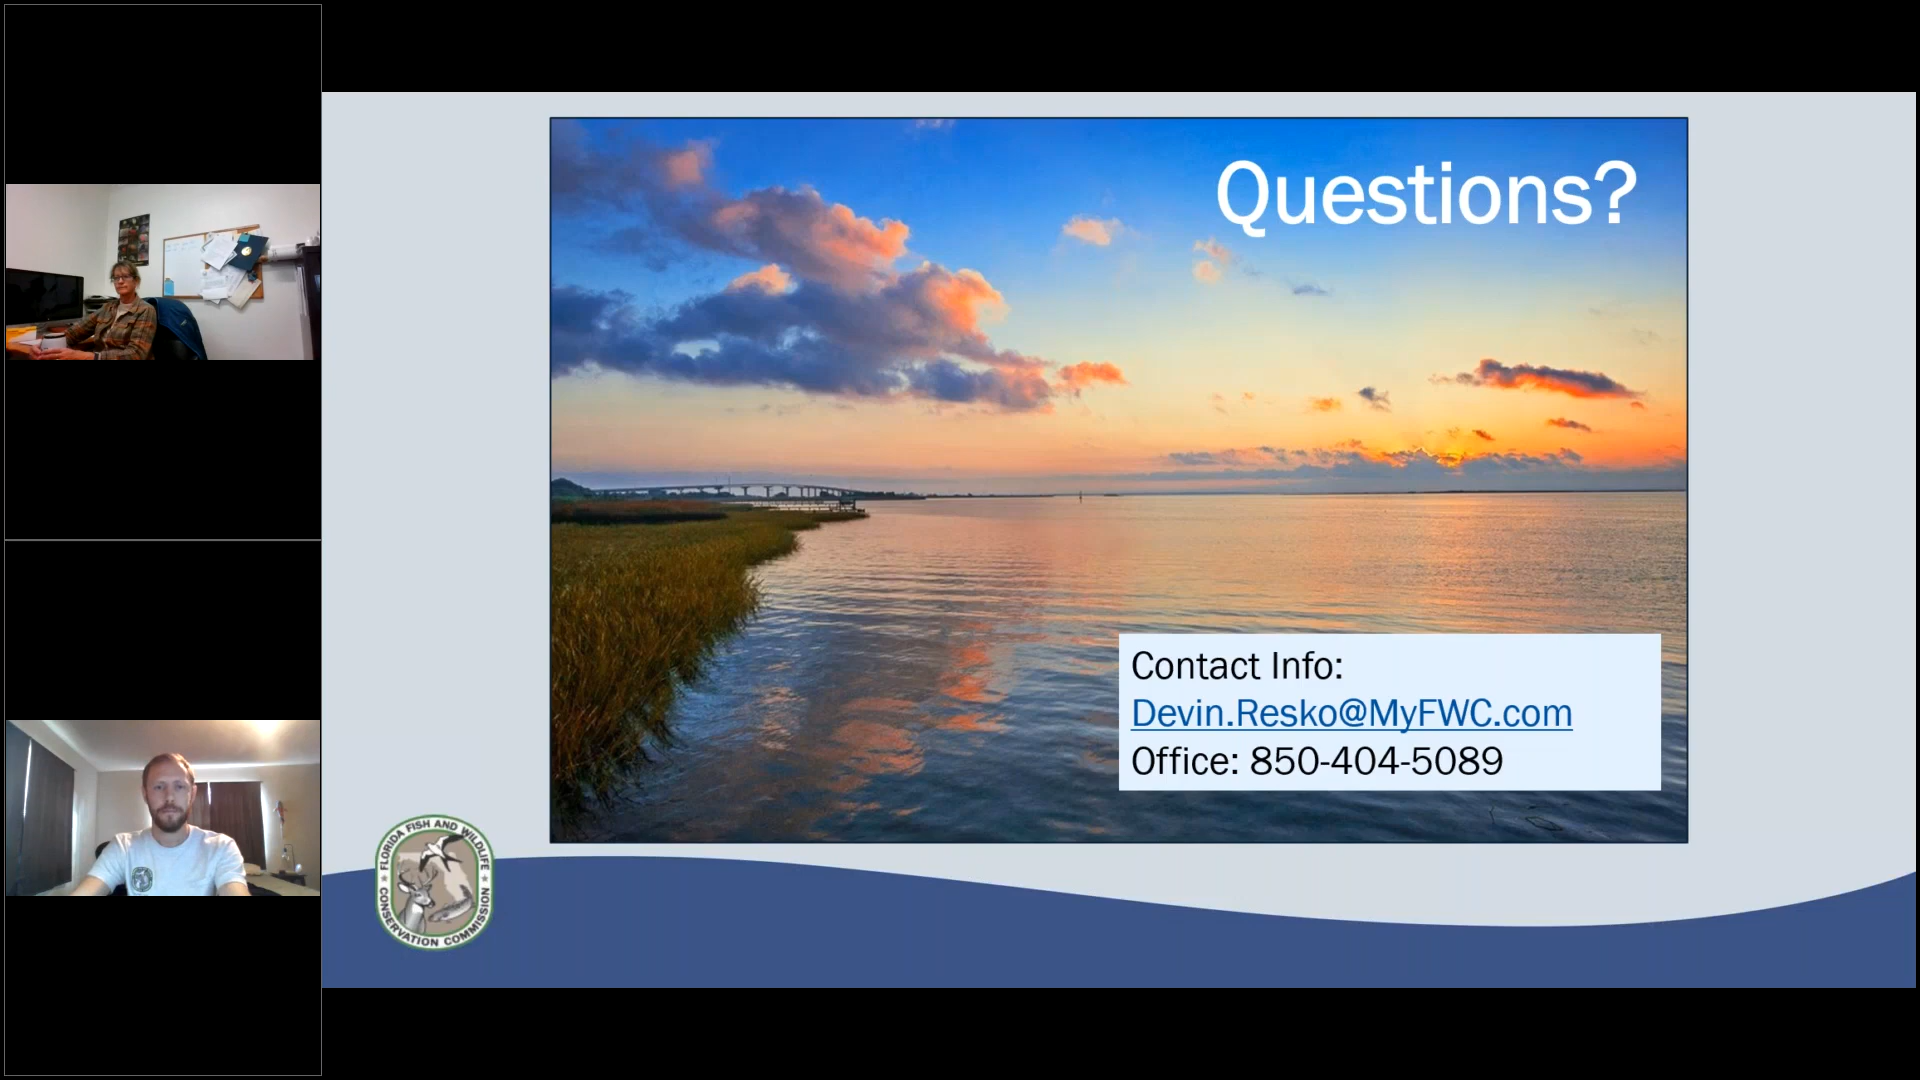 Questions?
Contact Info:
Devin.Resko@MyFWC.com
Office: 850-404-5089
FLORIDA FISH AND WILDLIFE
CONSERVATION COMMISSION